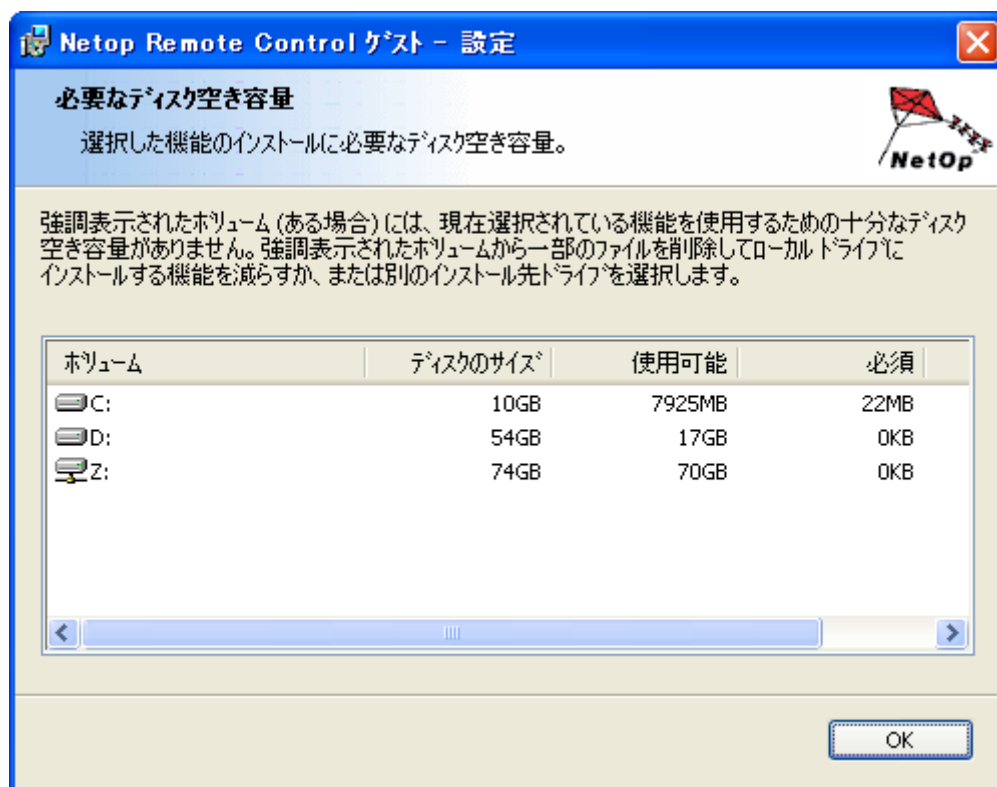 Netop Remote Control ゲスト - 設定
必要なディスク空き容量
選択した機能のインストールに必要なディスク空き容量。
NetOp
強調表示されたボリューム (ある場合) には、現在選択されている機能を使用するための十分なディスク
空き容量がありません。強調表示されたボリュームから一部のファイルを削除してローカル ドライブに
インストールする機能を減らすか、または別のインストール先ドライブを選択します。
ボリューム ディスクのサイズ 使用可能 必須
C: 10GB 7925MB 22MB
D: 54GB 17GB 0KB
Z: 74GB 70GB 0KB
OK